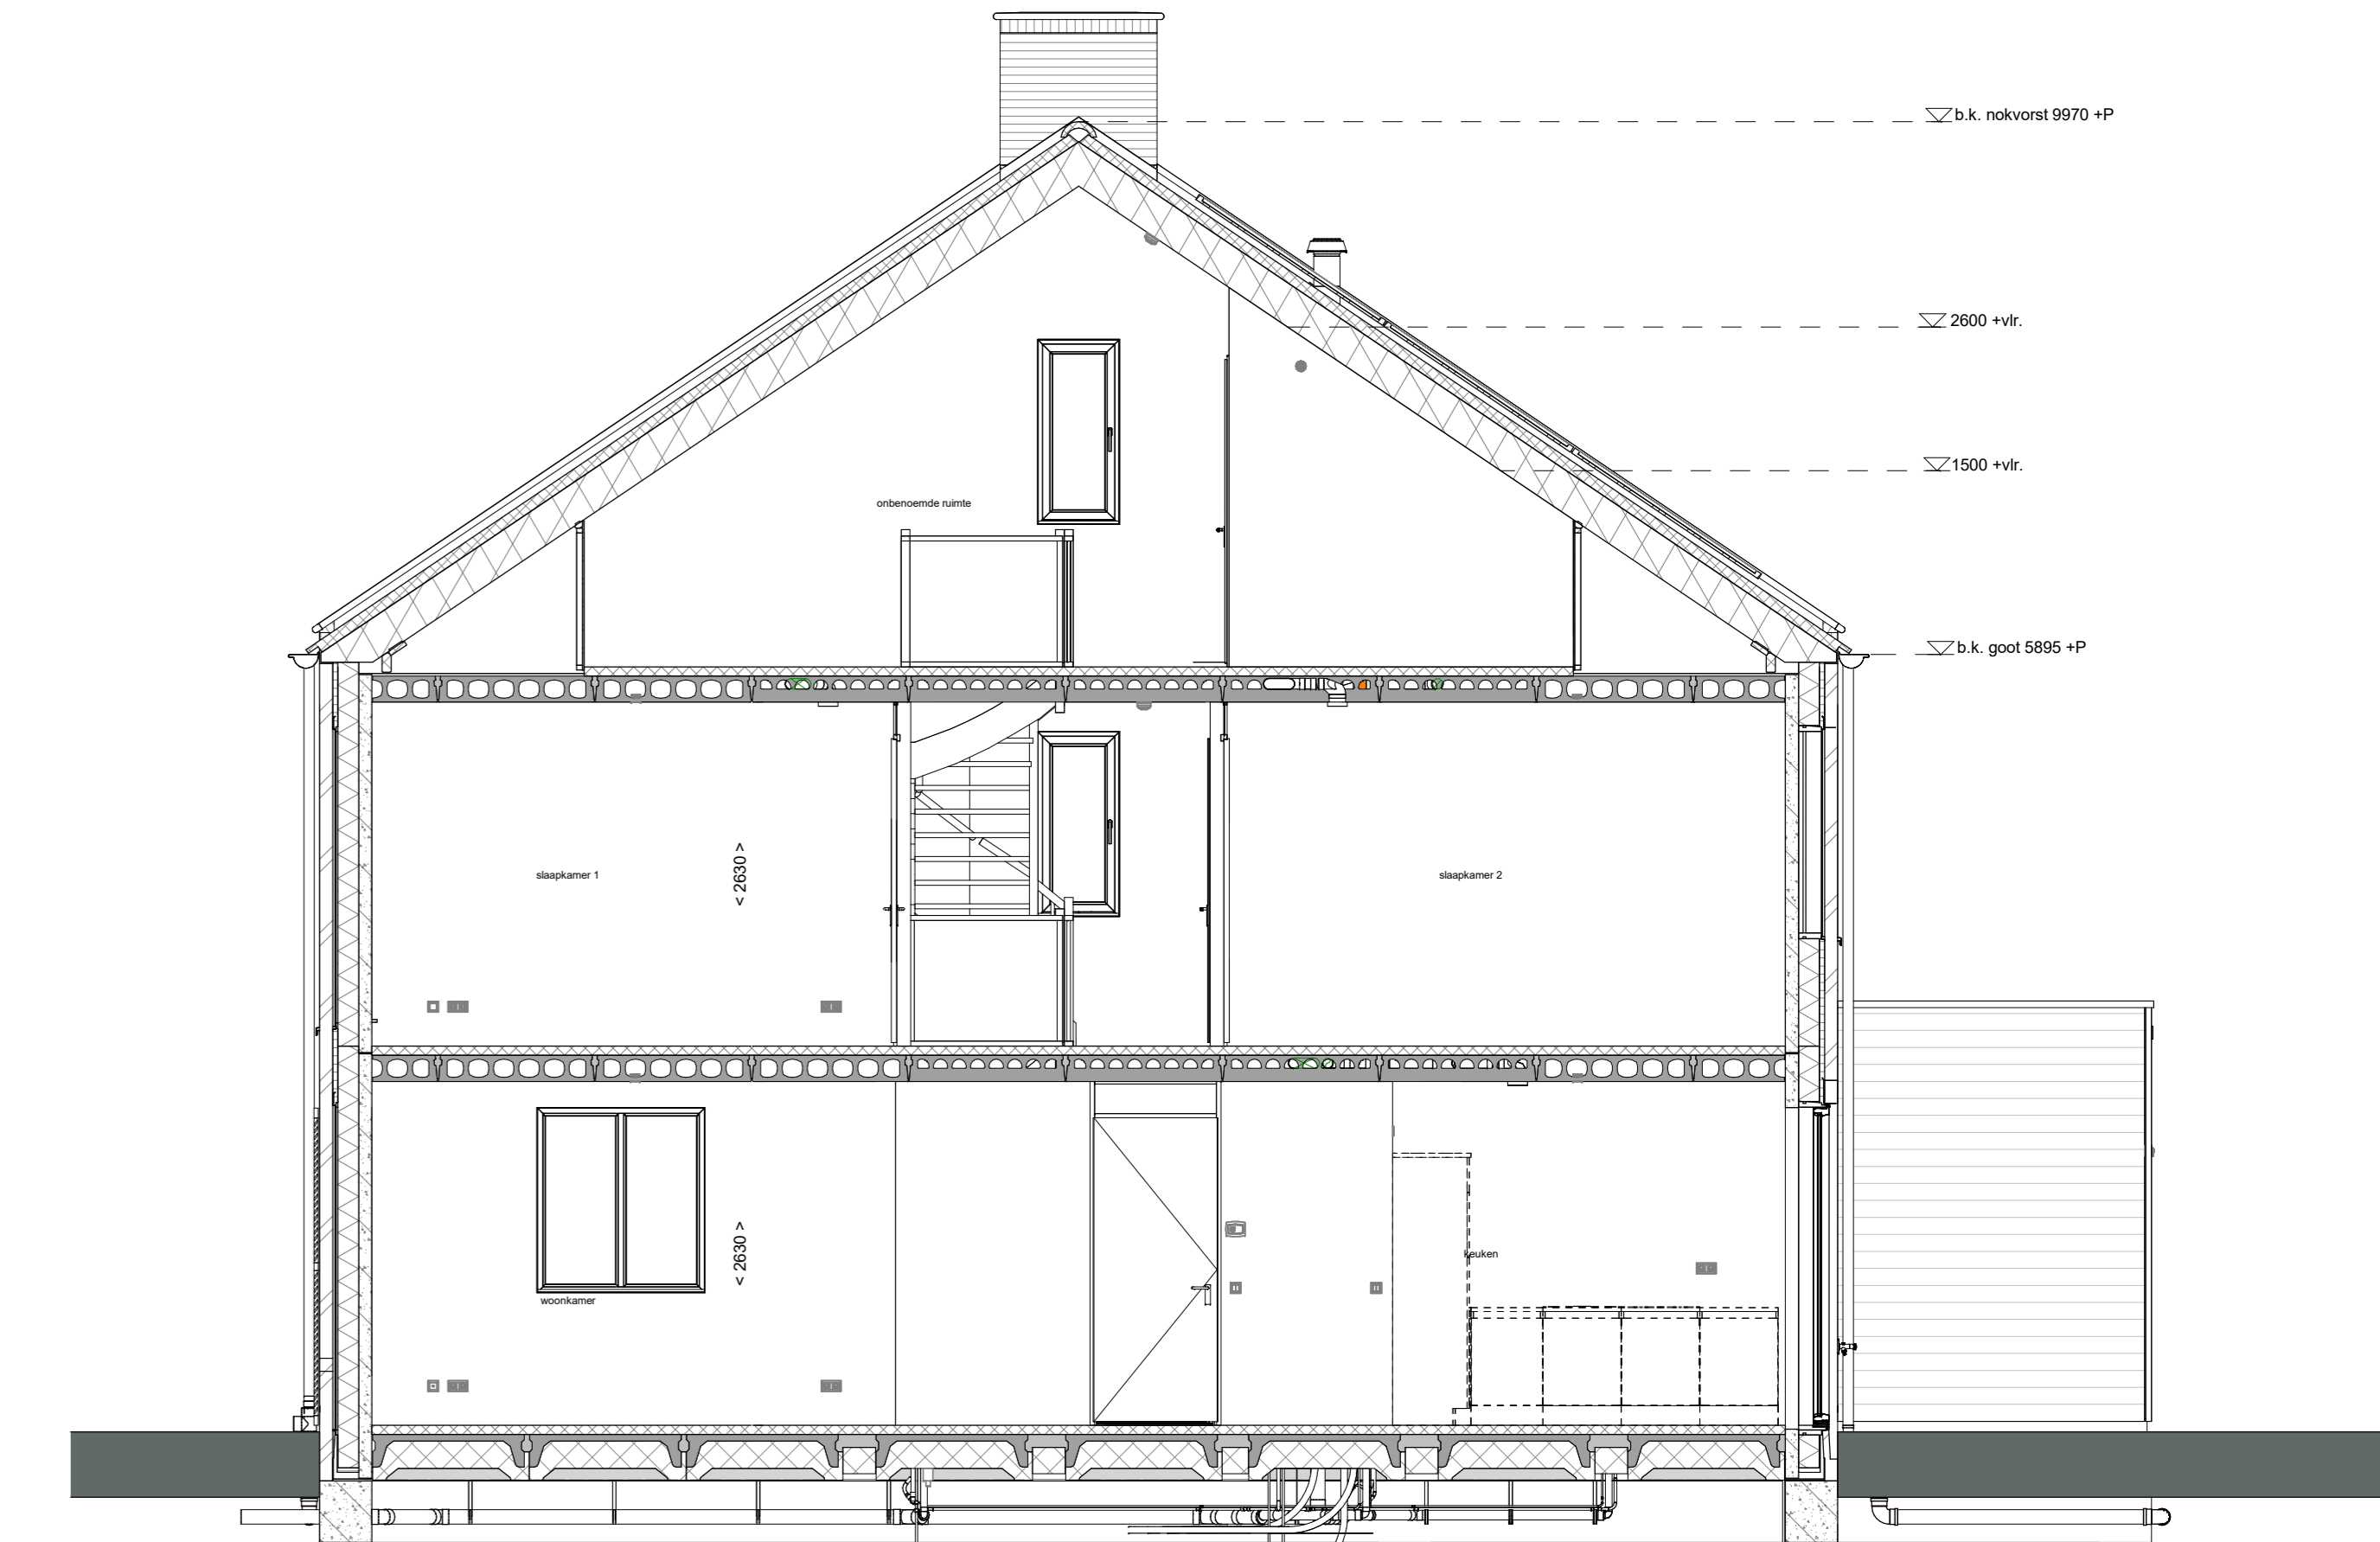 b.k. nokvorst 9970 +P
2600 +vlr.
1500 +vlr.
onbenoemde ruimte
b.k. goot 5895 +P
slaapkamer 1
< 2630 >
slaapkamer 2
woonkamer
< 2630 >
keuken